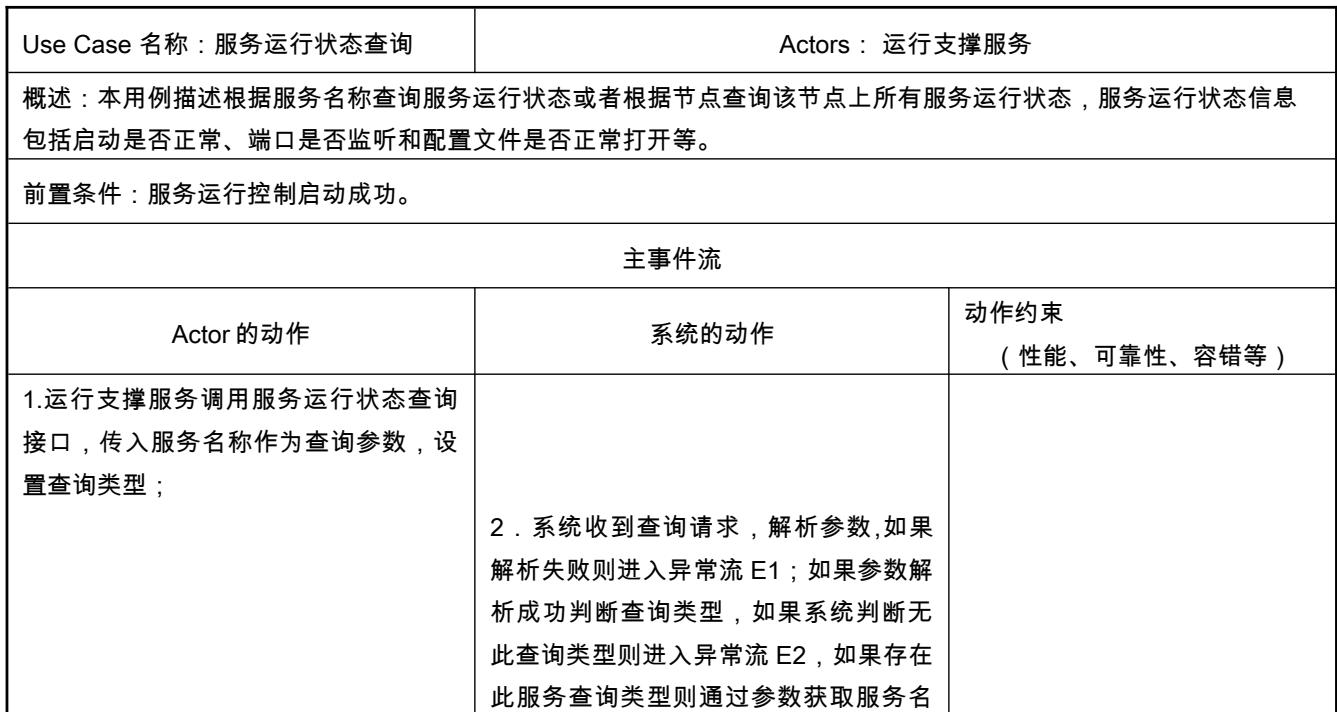 Use Case 名称：服务运行状态查询
Actors： 运行支撑服务
概述：本用例描述根据服务名称查询服务运行状态或者根据节点查询该节点上所有服务运行状态，服务运行状态信息
包括启动是否正常、端口是否监听和配置文件是否正常打开等。
前置条件：服务运行控制启动成功。
主事件流
Actor 的动作
系统的动作
动作约束
（性能、可靠性、容错等）
1.运行支撑服务调用服务运行状态查询
接口，传入服务名称作为查询参数，设
置查询类型；
2．系统收到查询请求，解析参数,如果
解析失败则进入异常流 E1；如果参数解
析成功判断查询类型，如果系统判断无
此查询类型则进入异常流 E2，如果存在
此服务查询类型则通过参数获取服务名